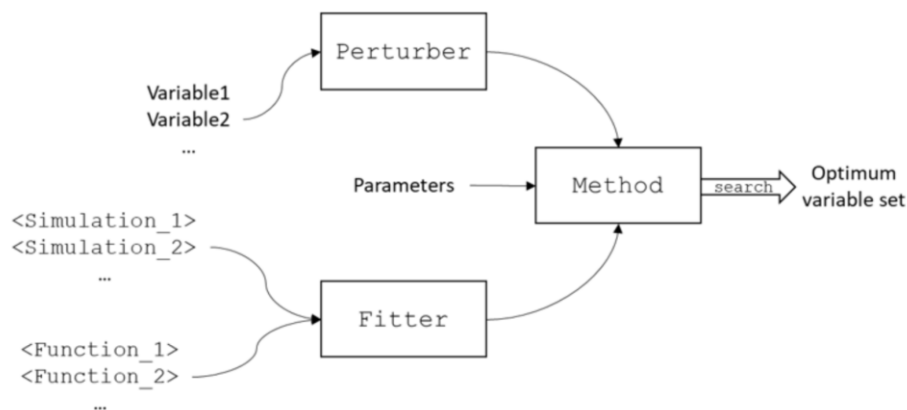 Perturber
Variable1
Variable2
…
Parameters
Method
search
Optimum
variable set
<Simulation_1>
<Simulation_2>
…
Fitter
<Function_1>
<Function_2>
…